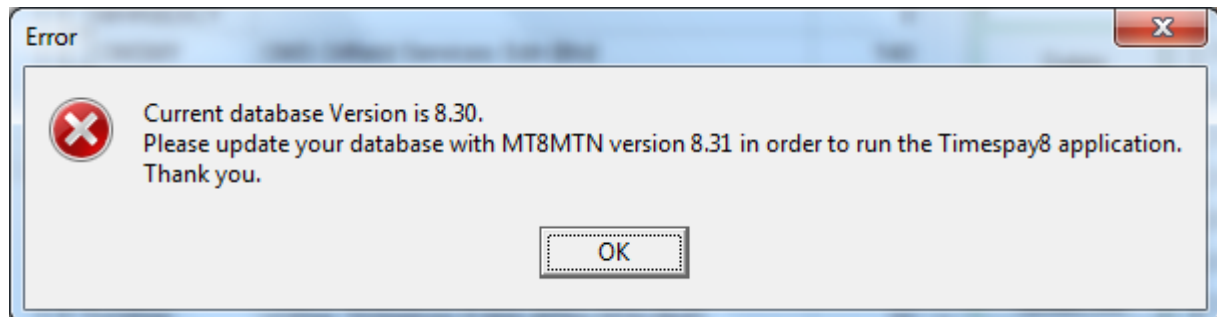 Error
Current database Version is 8.30.
Please update your database with MT8MTN version 8.31 in order to run the Timespay8 application.
Thank you.
OK